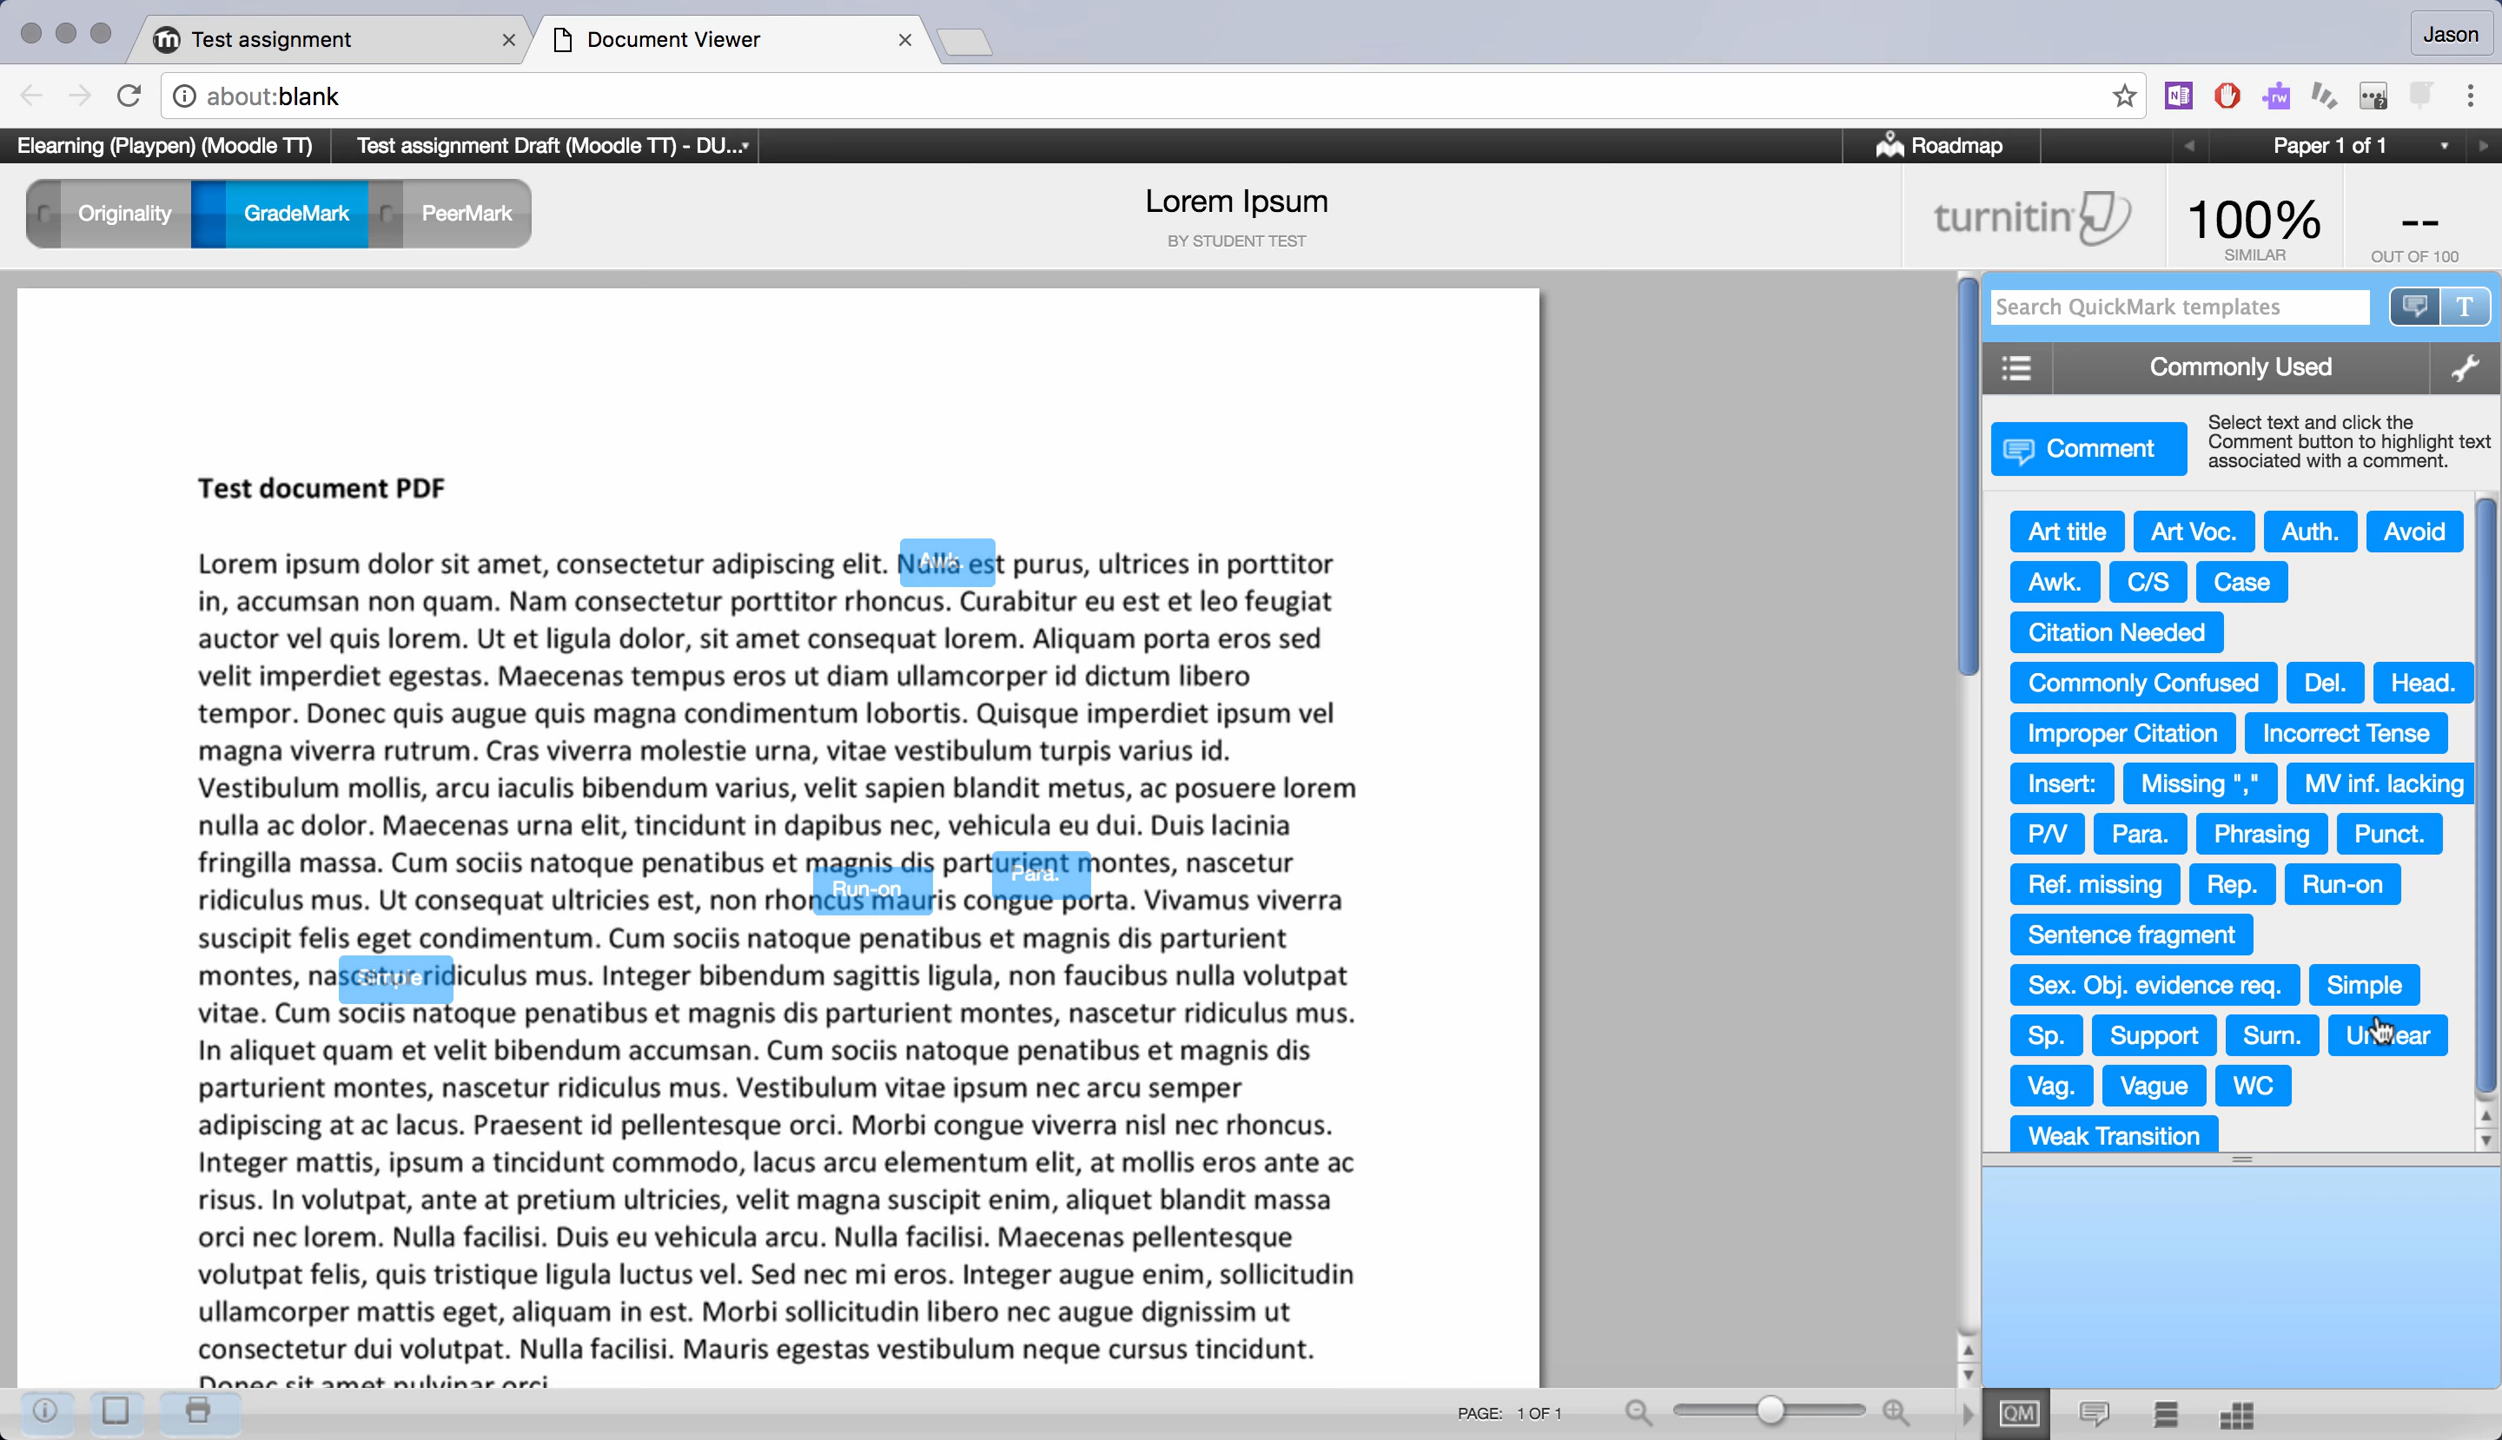 Test assignment
Document Viewer
Jason
about:blank
Elearning (Playpen) (Moodle TT)
Test assignment Draft (Moodle TT) - DU...
Roadmap
Paper 1 of 1
Originality
GradeMark
PeerMark
Lorem Ipsum
BY STUDENT TEST
turnitin
100%
SIMILAR
--
OUT OF 100
Test document PDF
Lorem ipsum dolor sit amet, consectetur adipiscing elit. Nulla est purus, ultrices in porttitor
in, accumsan non quam. Nam consectetur porttitor rhoncus. Curabitur eu est et leo feugiat
auctor vel quis lorem. Ut et ligula dolor, sit amet consequat lorem. Aliquam porta eros sed
velit imperdiet egestas. Maecenas tempus eros ut diam ullamcorper id dictum libero
tempor. Donec quis augue quis magna condimentum lobortis. Quisque imperdiet ipsum vel
magna viverra rutrum. Cras viverra molestie urna, vitae vestibulum turpis varius id.
Vestibulum mollis, arcu iaculis bibendum varius, velit sapien blandit metus, ac posuere lorem
nulla ac dolor. Maecenas urna elit, tincidunt in dapibus nec, vehicula eu dui. Duis lacinia
fringilla massa. Cum sociis natoque penatibus et magnis dis parturient montes, nascetur
ridiculus mus. Ut consequat ultricies est, non rhoncus mauris congue porta. Vivamus viverra
suscipit felis eget condimentum. Cum sociis natoque penatibus et magnis dis parturient
montes, nascetur ridiculus mus. Integer bibendum sagittis ligula, non faucibus nulla volutpat
vitae. Cum sociis natoque penatibus et magnis dis parturient montes, nascetur ridiculus mus.
In aliquet quam et velit bibendum accumsan. Cum sociis natoque penatibus et magnis dis
parturient montes, nascetur ridiculus mus. Vestibulum vitae ipsum nec arcu semper
adipiscing at ac lacus. Praesent id pellentesque orci. Morbi congue viverra nisl nec rhoncus.
Integer mattis, ipsum a tincidunt commodo, lacus arcu elementum elit, at mollis eros ante ac
risus. In volutpat, ante at pretium ultricies, velit magna suscipit enim, aliquet blandit massa
orci nec lorem. Nulla facilisi. Duis eu vehicula arcu. Nulla facilisi. Maecenas pellentesque
volutpat felis, quis tristique ligula luctus vel. Sed nec mi eros. Integer augue enim, sollicitudin
ullamcorper mattis eget, aliquam in est. Morbi sollicitudin libero nec augue dignissim ut
consectetur dui volutpat. Nulla facilisi. Mauris egestas vestibulum neque cursus tincidunt.
Donec sit amet pulvinar orci.
Awk.
Run-on
Para.
Simple
Search QuickMark templates
T
Commonly Used
Comment
Select text and click the
Comment button to highlight text
associated with a comment.
Art title Art Voc. Auth. Avoid
Awk. C/S Case
Citation Needed
Commonly Confused Del. Head.
Improper Citation Incorrect Tense
Insert: Missing "," MV inf. lacking
P/V Para. Phrasing Punct.
Ref. missing Rep. Run-on
Sentence fragment
Sex. Obj. evidence req. Simple
Sp. Support Surn. Unclear
Vag. Vague WC
Weak Transition
PAGE: 1 OF 1
QM